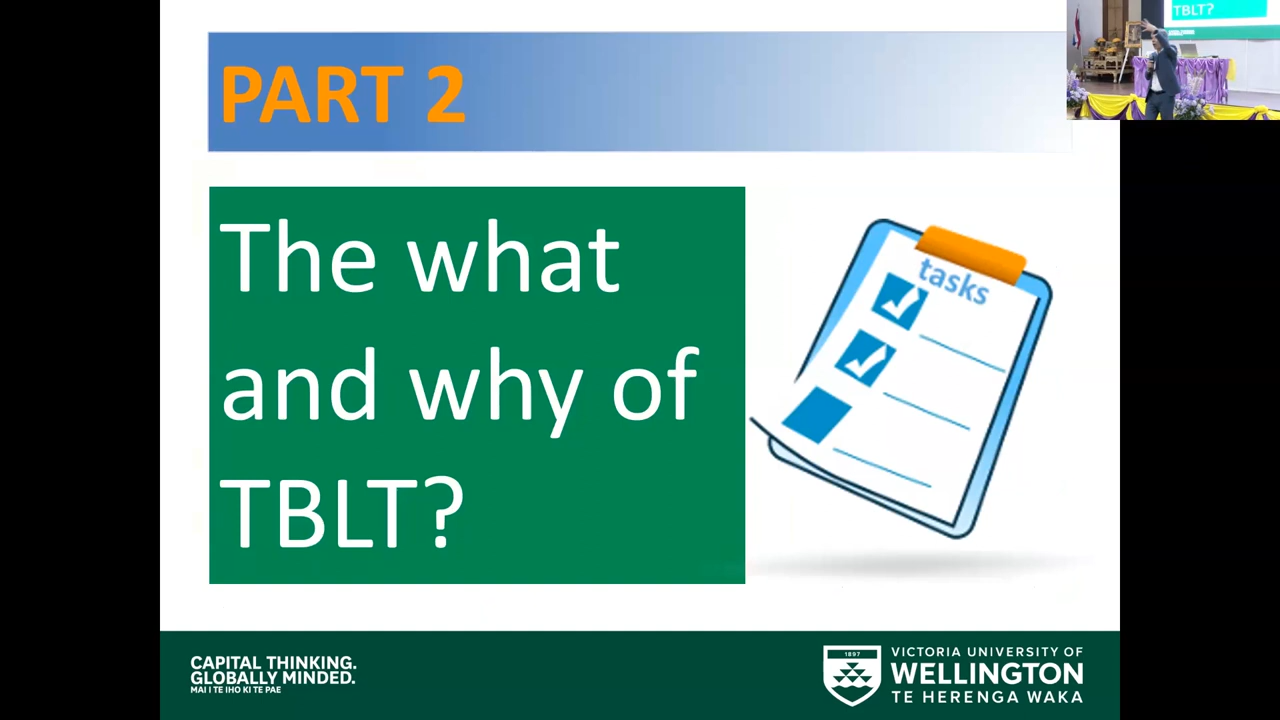 PART 2
TBLT?
The what
and why of
TBLT?
tasks
CAPITAL THINKING.
GLOBALLY MINDED.
MAI I TE IHO KI TE PAE
1897
VICTORIA UNIVERSITY OF
WELLINGTON
TE HERENGA WAKA